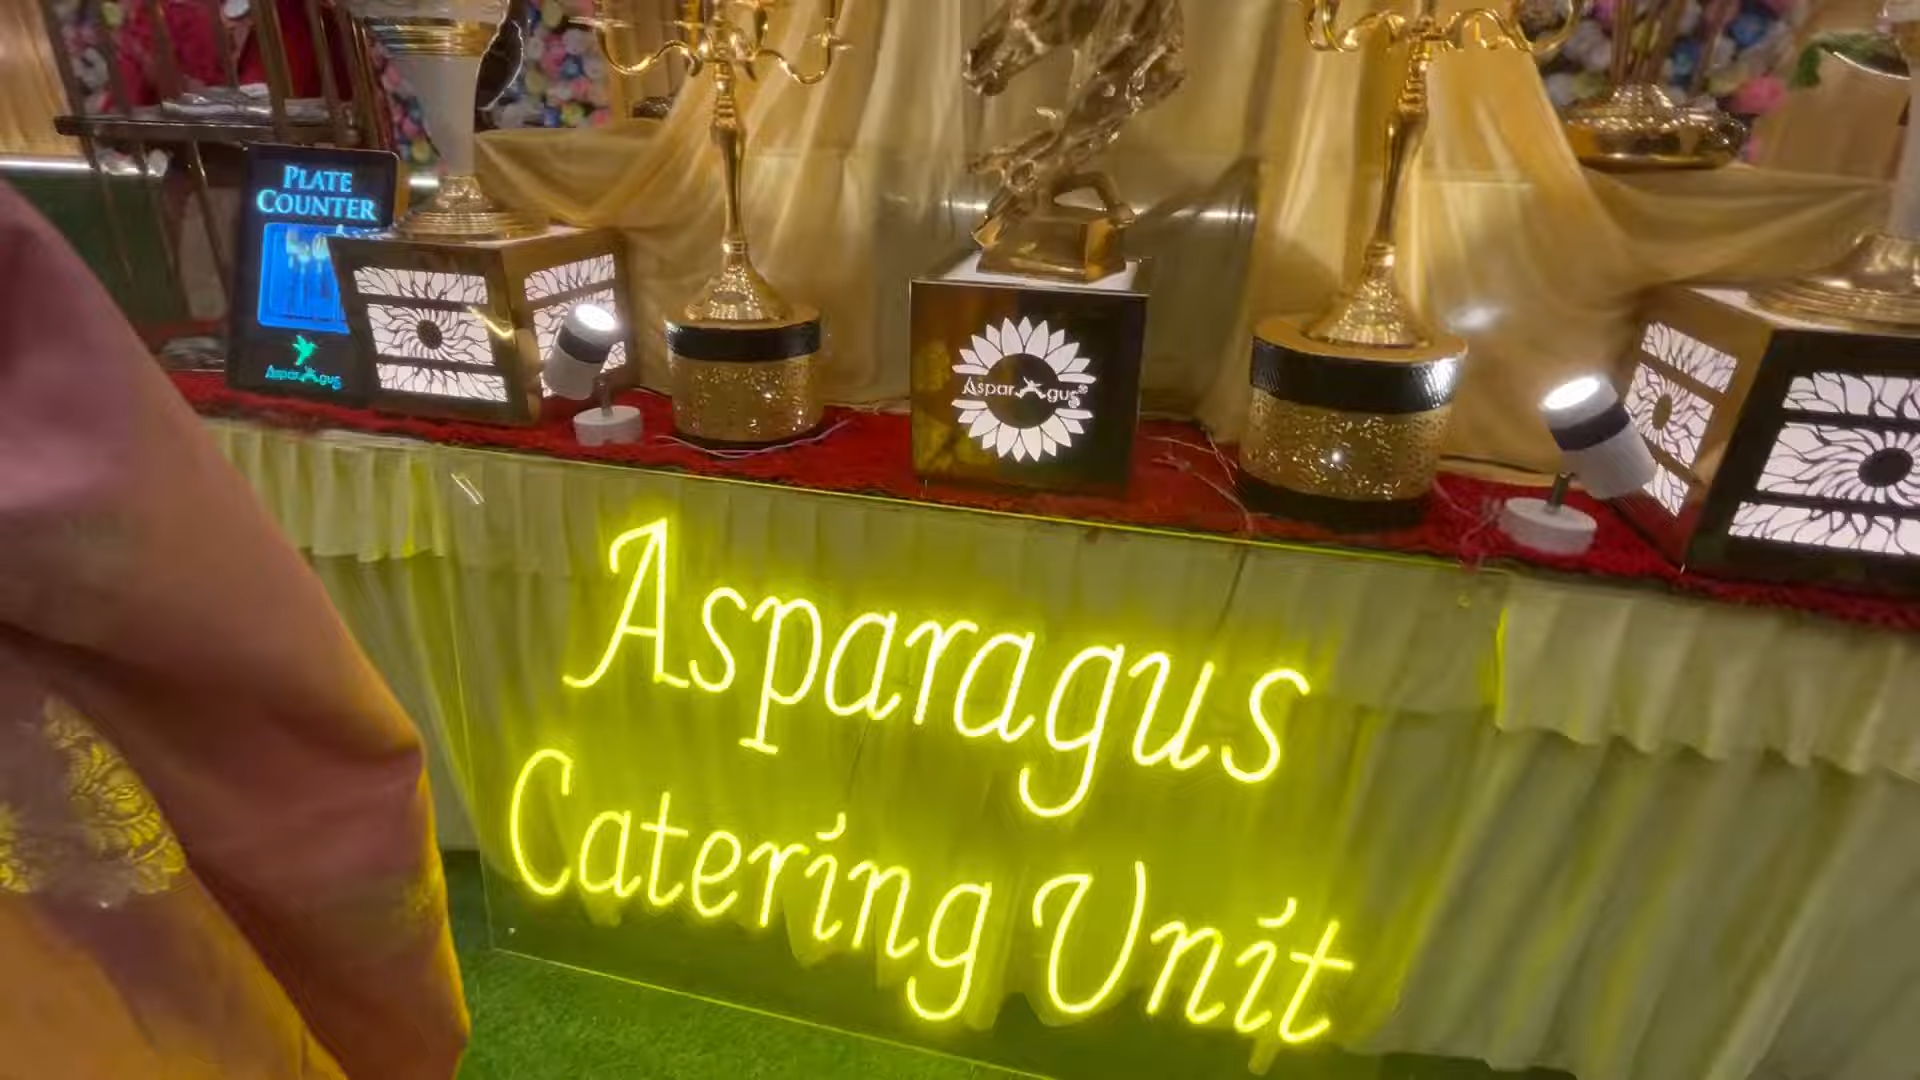 PLATE
COUNTER
Asparagus
Asparagus®
Asparagus
Catering Unit